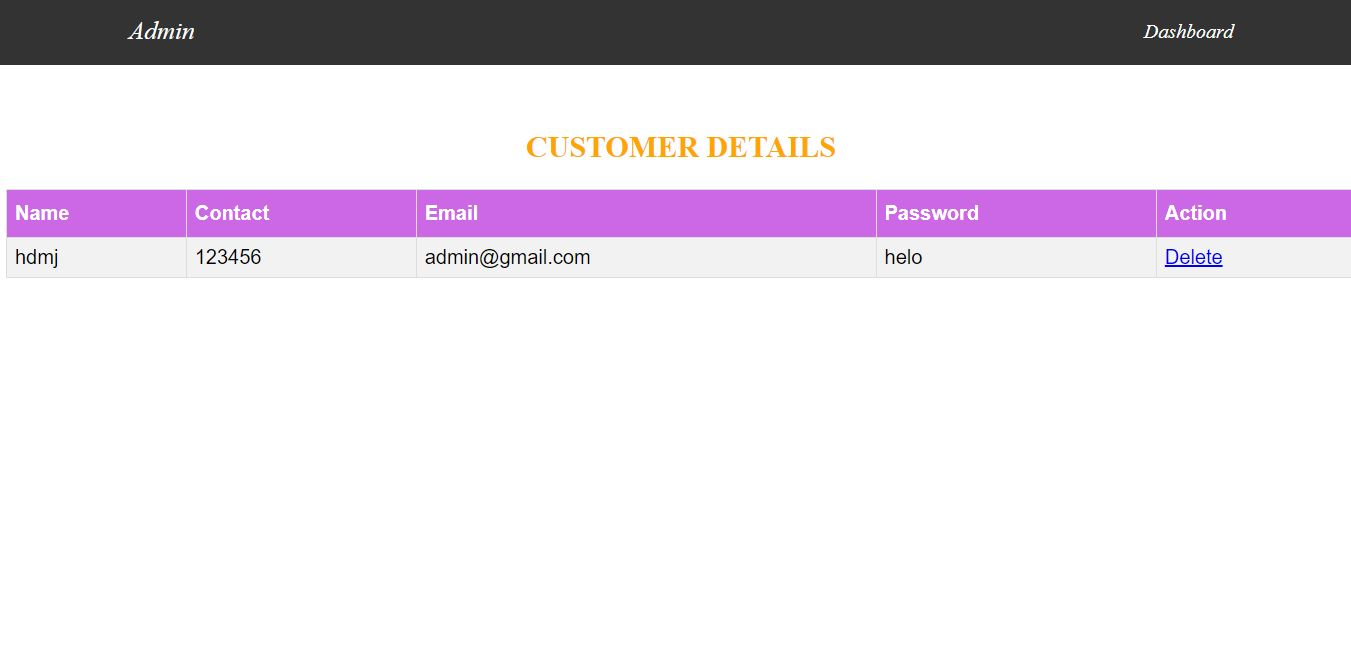 Admin Dashboard
CUSTOMER DETAILS
Name Contact Email Password Action
hdmj 123456 admin@gmail.com helo Delete